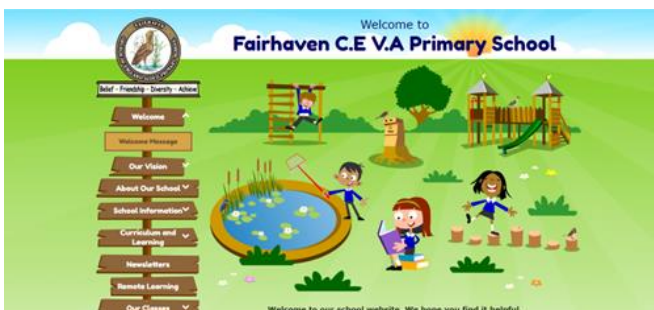 Welcome to
Fairhaven C.E V.A Primary School
FAIRHAVEN
Belief - Friendship - Diversity - Achieve
Welcome
Welcome Message
Our Vision
About Our School
School Information
Curriculum and
Learning
Newsletters
Remote Learning
Our Classes
Welcome to our school website. We hope you find it helpful